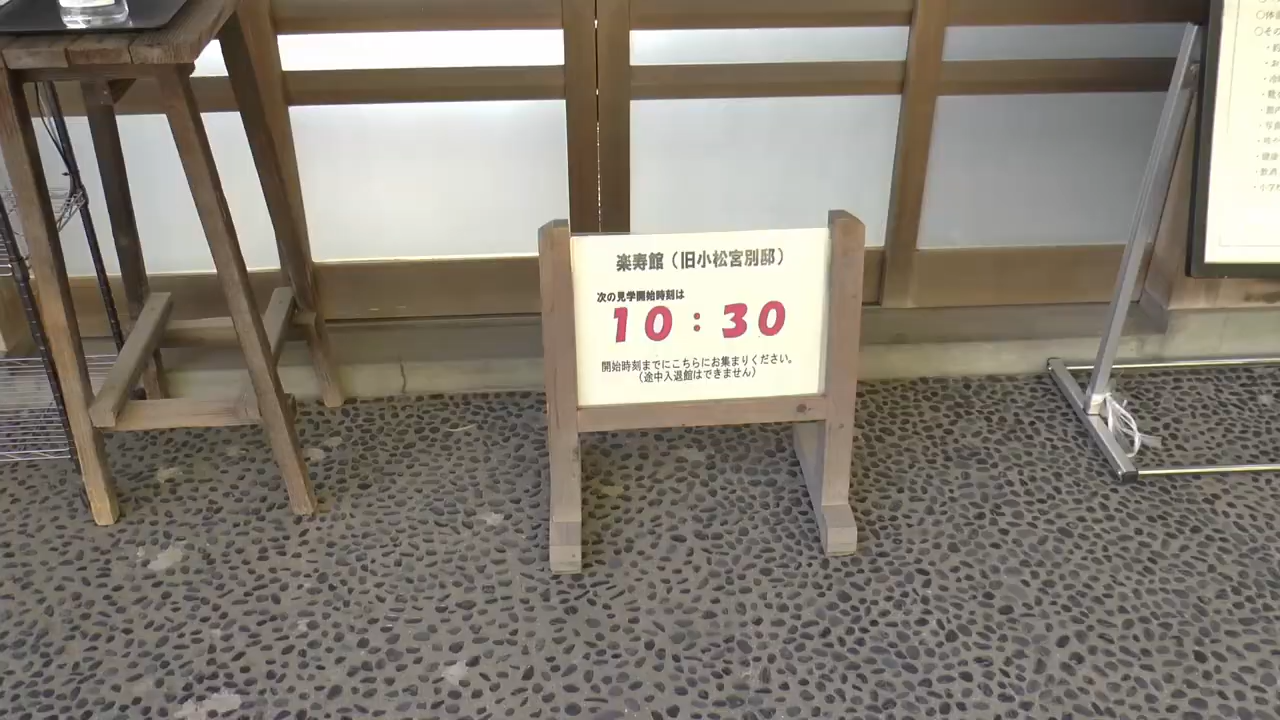 楽寿館（旧小松宮別邸）
次の見学開始時刻は
10：30
開始時刻までにこちらにお集まりください。
（途中入退館はできません）